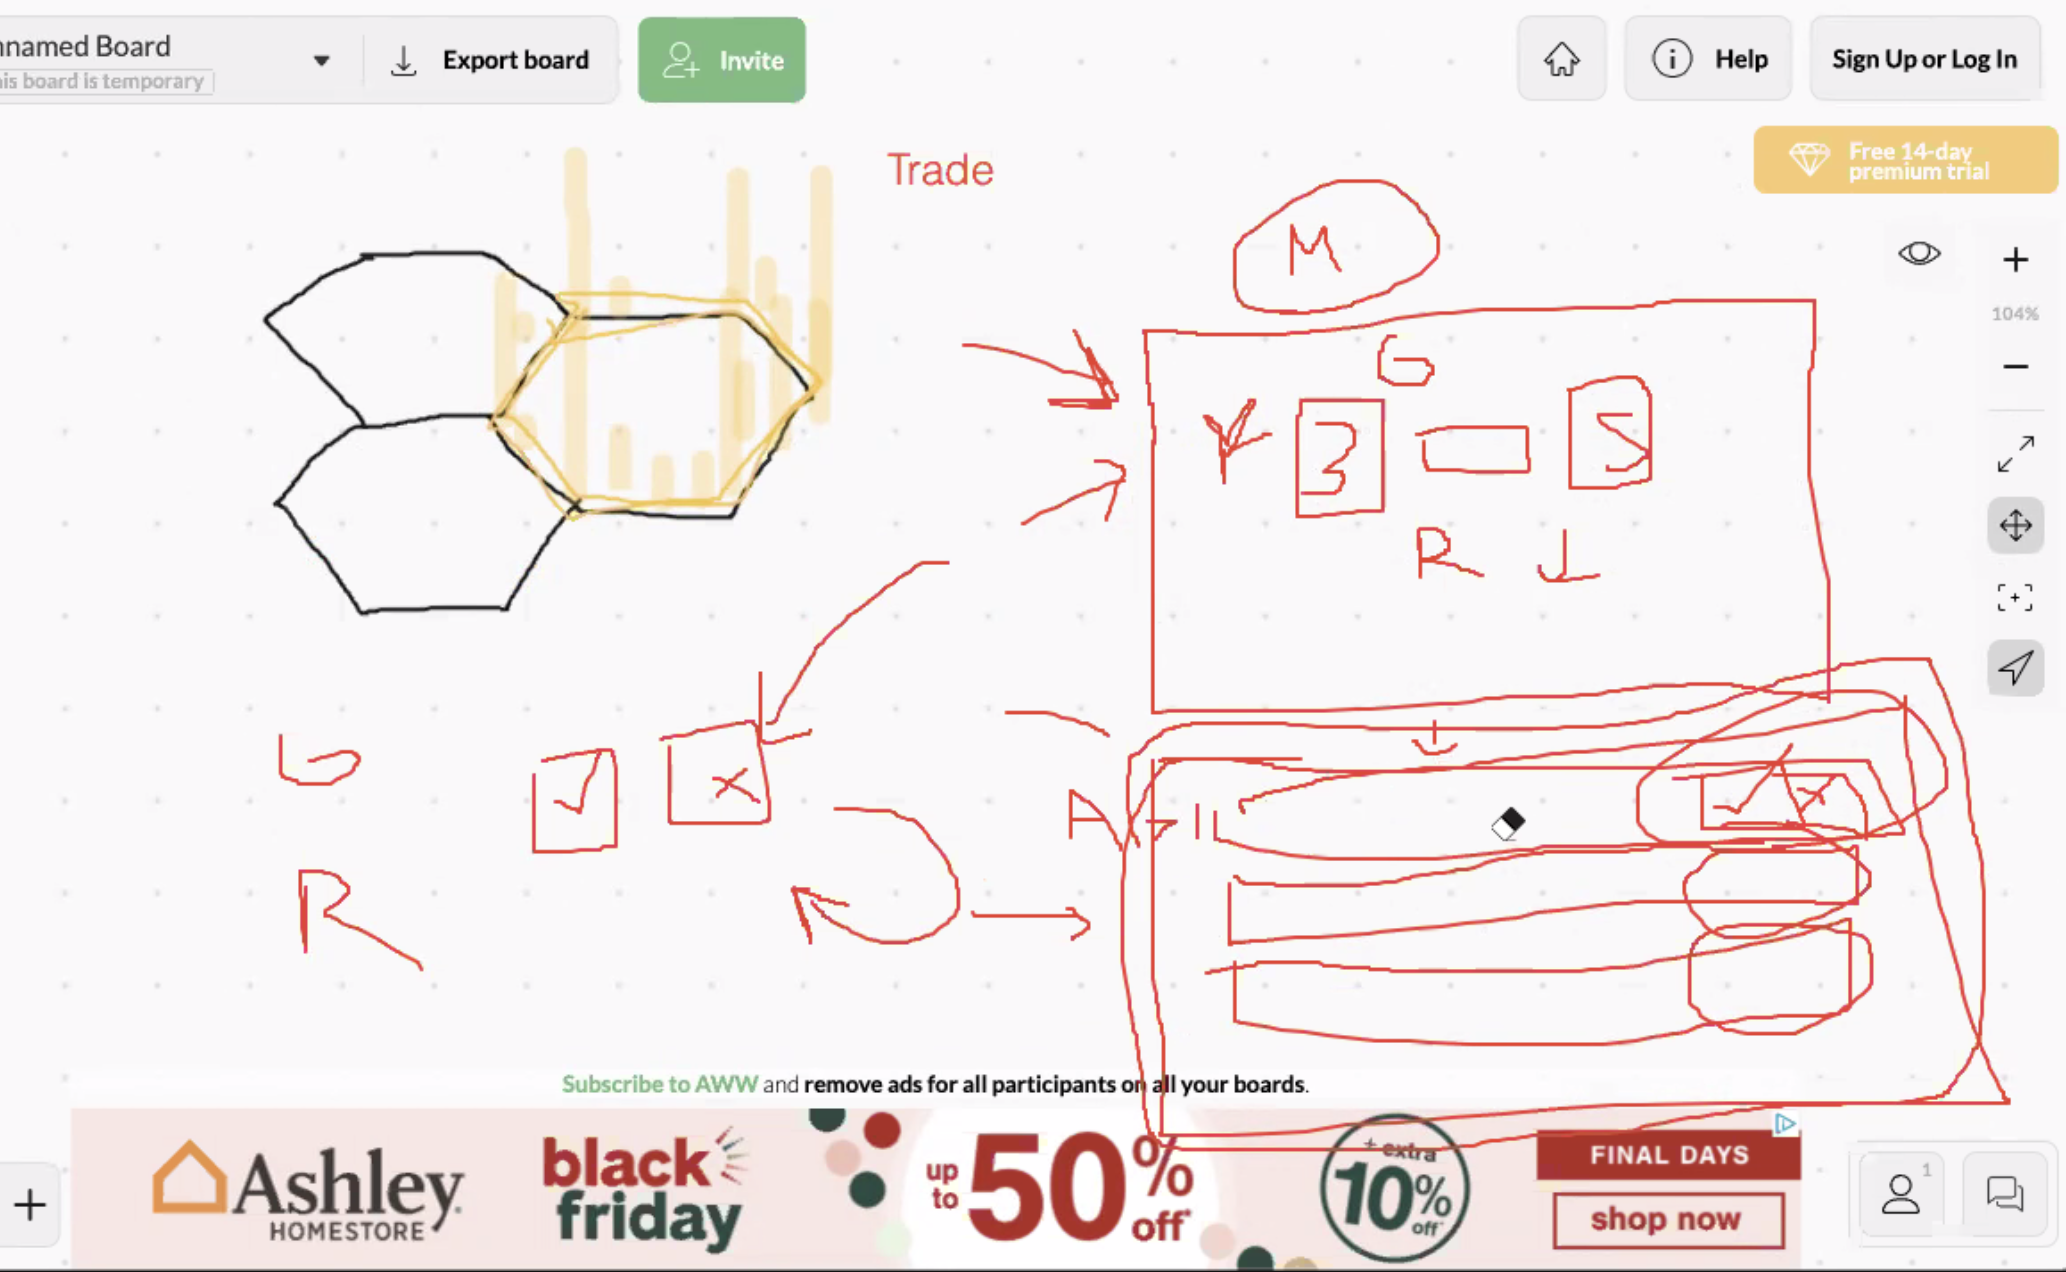 nnamed Board
his board is temporary
Export board
Invite
Help
Sign Up or Log In
Free 14-day
premium trial
Trade
M
104%
G
3
R
G
R
Subscribe to AWW and remove ads for all participants on all your boards.
Ashley
HOMESTORE
black
friday
up
to
50%
off*
+ extra
10%
off*
FINAL DAYS
shop now
1